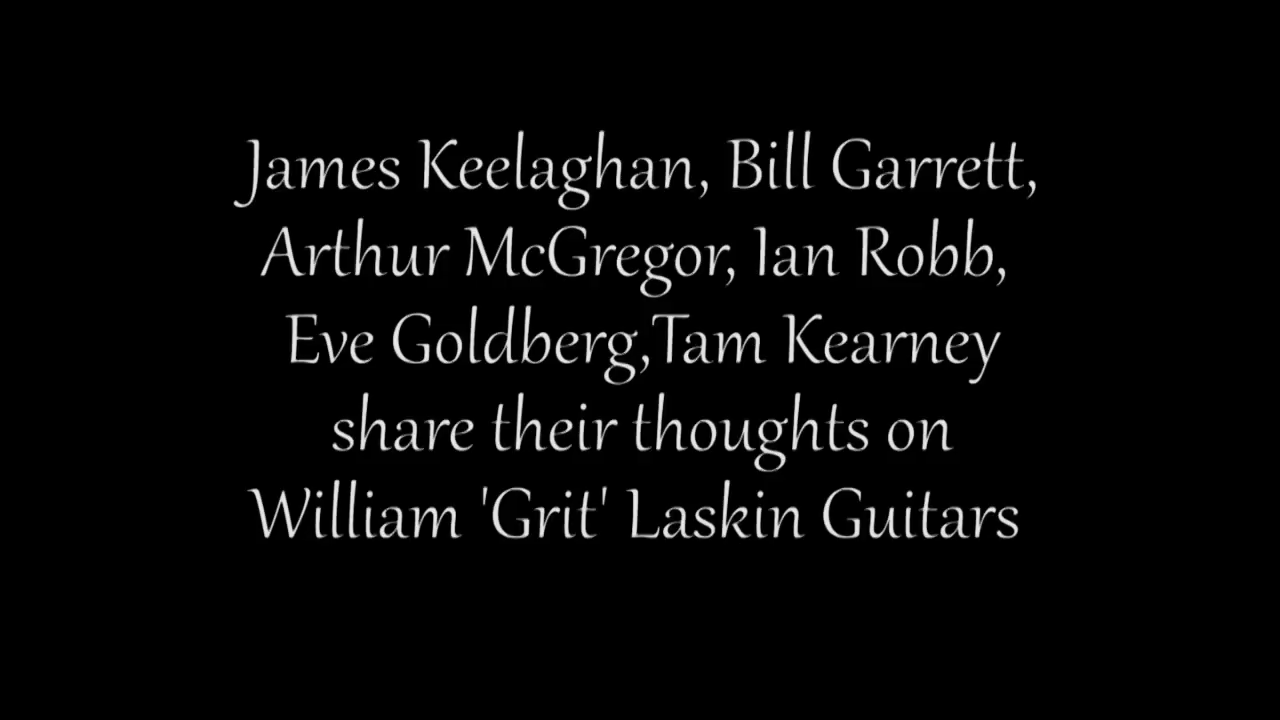 James Keelaghan, Bill Garrett,
Arthur McGregor, Ian Robb,
Eve Goldberg,Tam Kearney
share their thoughts on
William 'Grit' Laskin Guitars